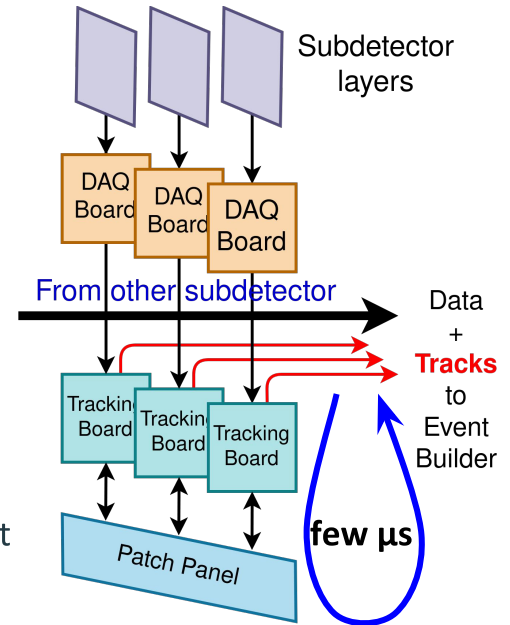 Subdetector
layers
DAQ
Board
DAQ
Board
DAQ
Board
From other subdetector
Data
+
Tracks
to
Event
Builder
Tracking
Board
Tracking
Board
Tracking
Board
few μs
t
Patch Panel